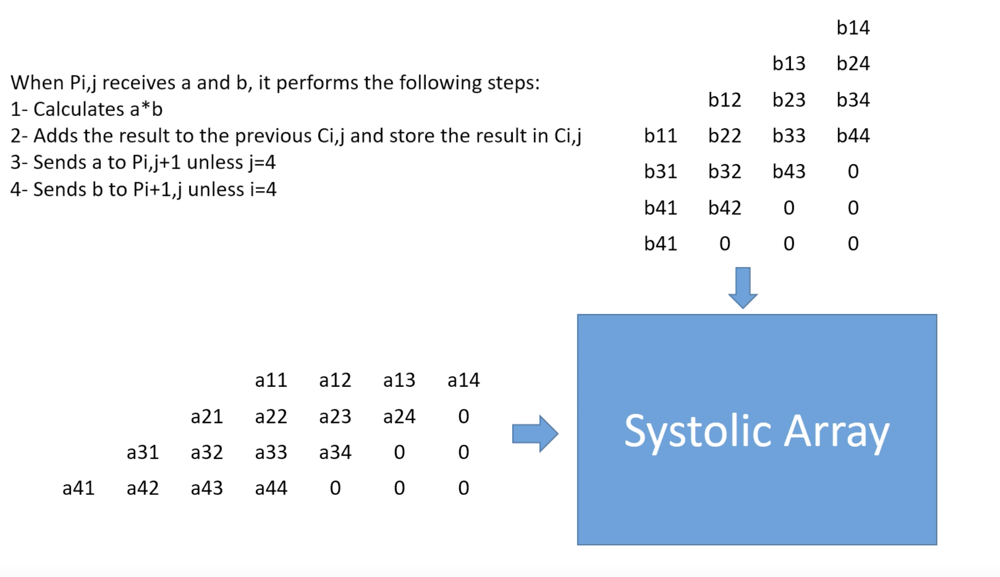 When Pi,j receives a and b, it performs the following steps:
1- Calculates a*b
2- Adds the result to the previous Ci,j and store the result in Ci,j
3- Sends a to Pi,j+1 unless j=4
4- Sends b to Pi+1,j unless i=4
b14
b13 b24
b12 b23 b34
b11 b22 b33 b44
b31 b32 b43 0
b41 b42 0 0
b41 0 0 0
a11 a12 a13 a14
a21 a22 a23 a24 0
a31 a32 a33 a34 0 0
a41 a42 a43 a44 0 0 0
Systolic Array